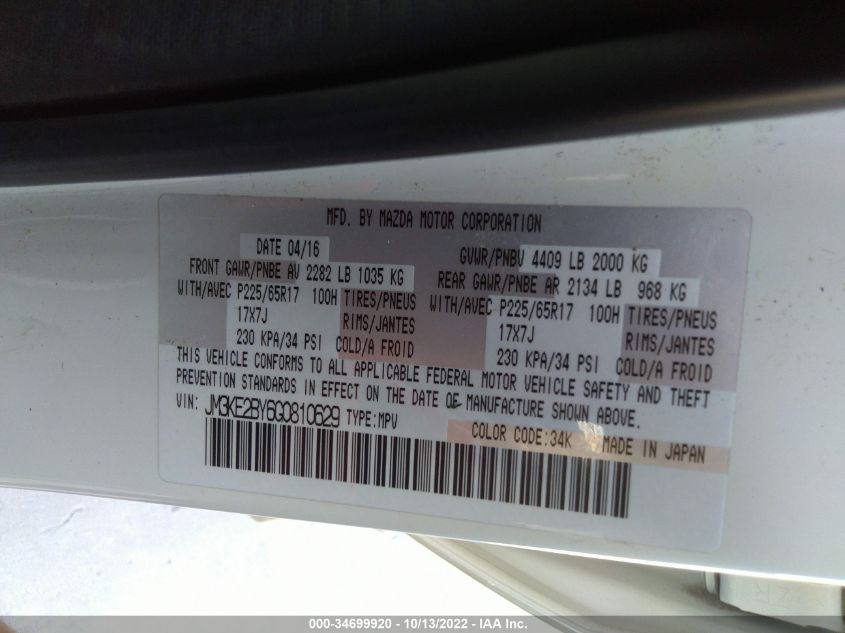 MFD. BY MAZDA MOTOR CORPORATION
DATE 04/16 GVWR/PNBV 4409 LB 2000 KG
FRONT GAWR/PNBE AV 2282 LB 1035 KG REAR GAWR/PNBE AR 2134 LB 968 KG
WITH/AVEC P225/65R17 100H TIRES/PNEUS WITH/AVEC P225/65R17 100H TIRES/PNEUS
17X7J RIMS/JANTES 17X7J RIMS/JANTES
230 KPA/34 PSI COLD/A FROID 230 KPA/34 PSI COLD/A FROID
THIS VEHICLE CONFORMS TO ALL APPLICABLE FEDERAL MOTOR VEHICLE SAFETY AND THEFT
PREVENTION STANDARDS IN EFFECT ON THE DATE OF MANUFACTURE SHOWN ABOVE.
VIN: JM3KE2BY6G0810629 TYPE:MPV
COLOR CODE:34K MADE IN JAPAN
000-34699920 - 10/13/2022 - IAA Inc.